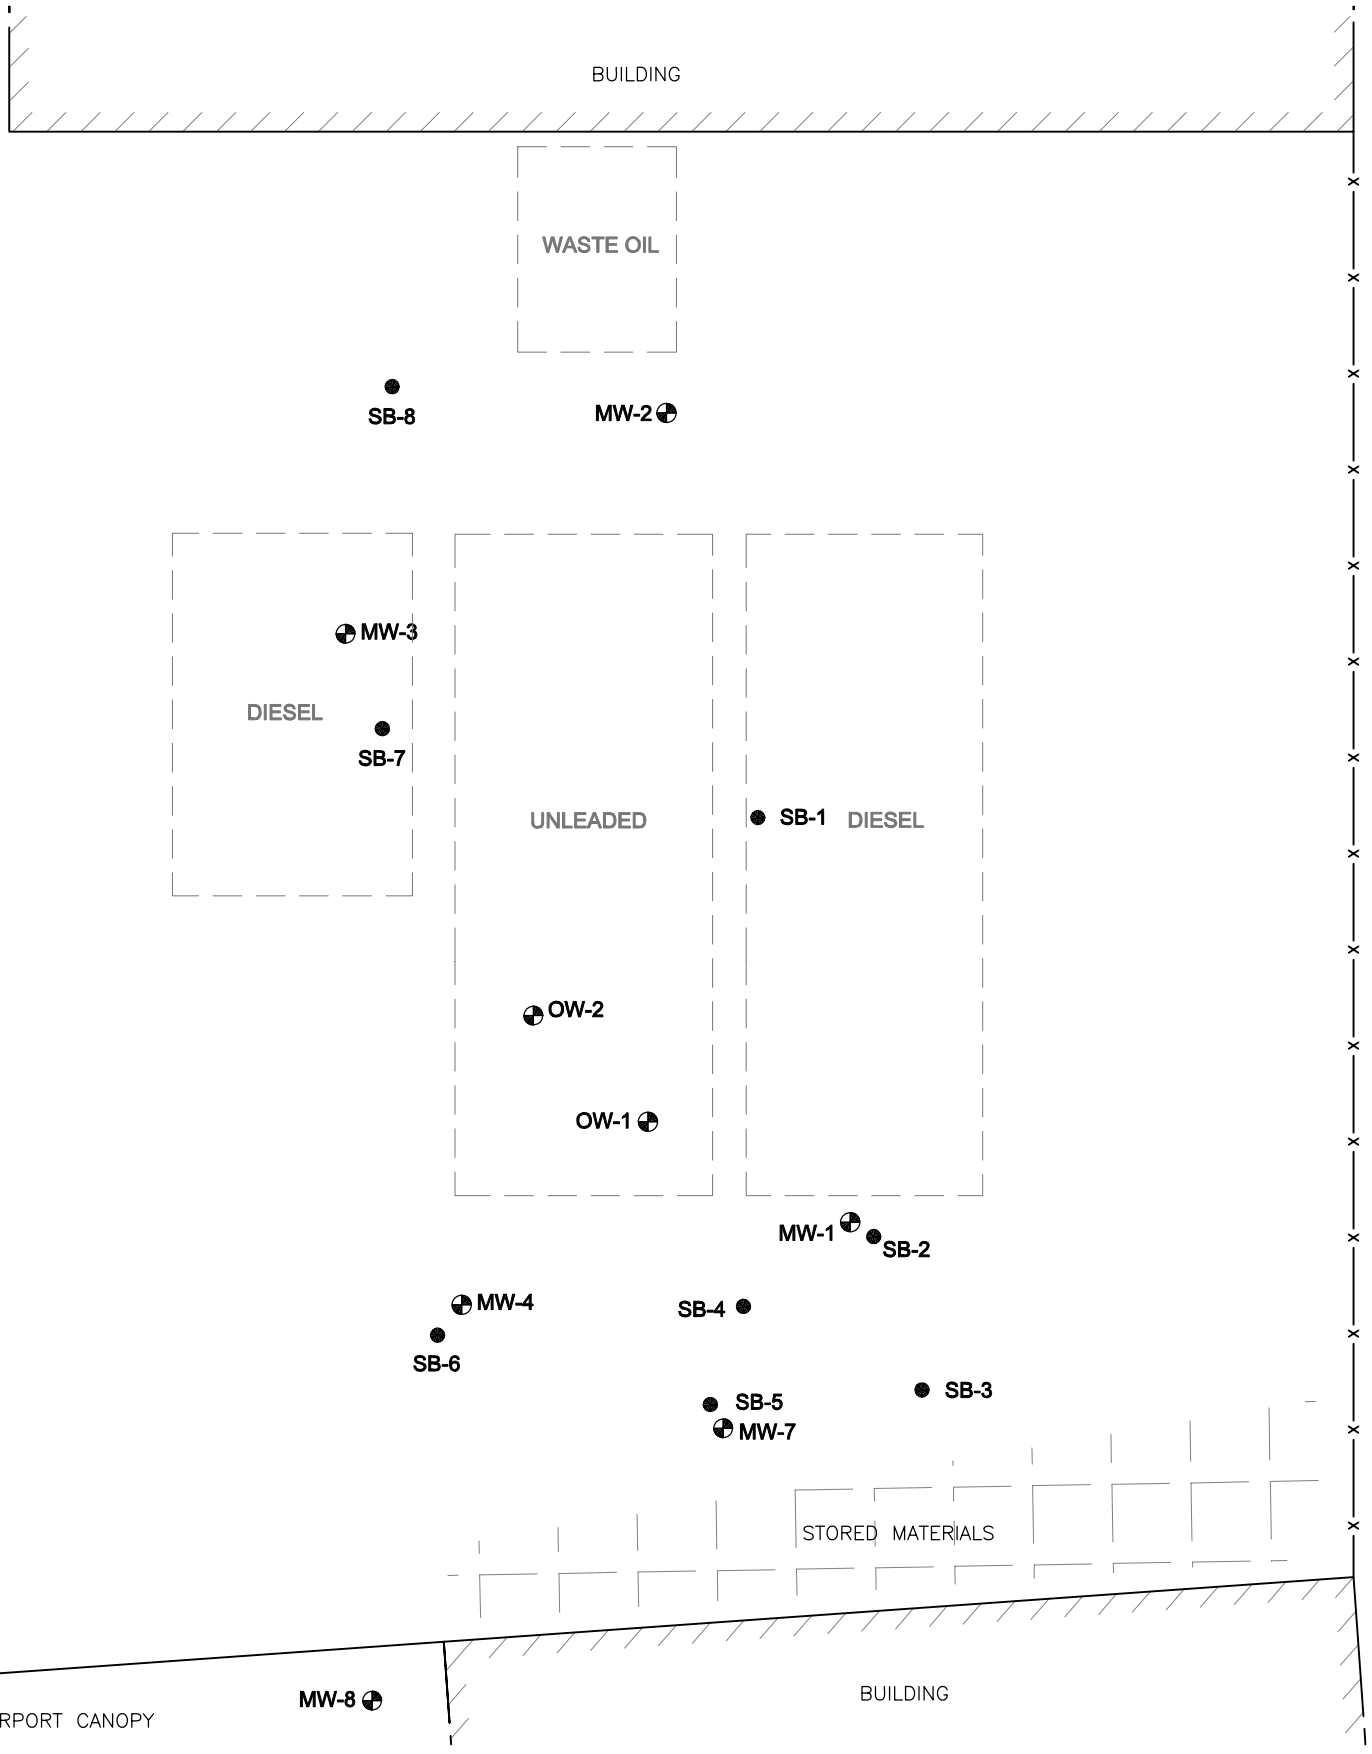 BUILDING
WASTE OIL
SB-8
MW-2
MW-3
DIESEL
SB-7
UNLEADED
SB-1
DIESEL
OW-2
OW-1
MW-1
SB-2
MW-4
SB-4
SB-6
SB-3
SB-5
MW-7
STORED MATERIALS
BUILDING
MW-8
RPORT CANOPY